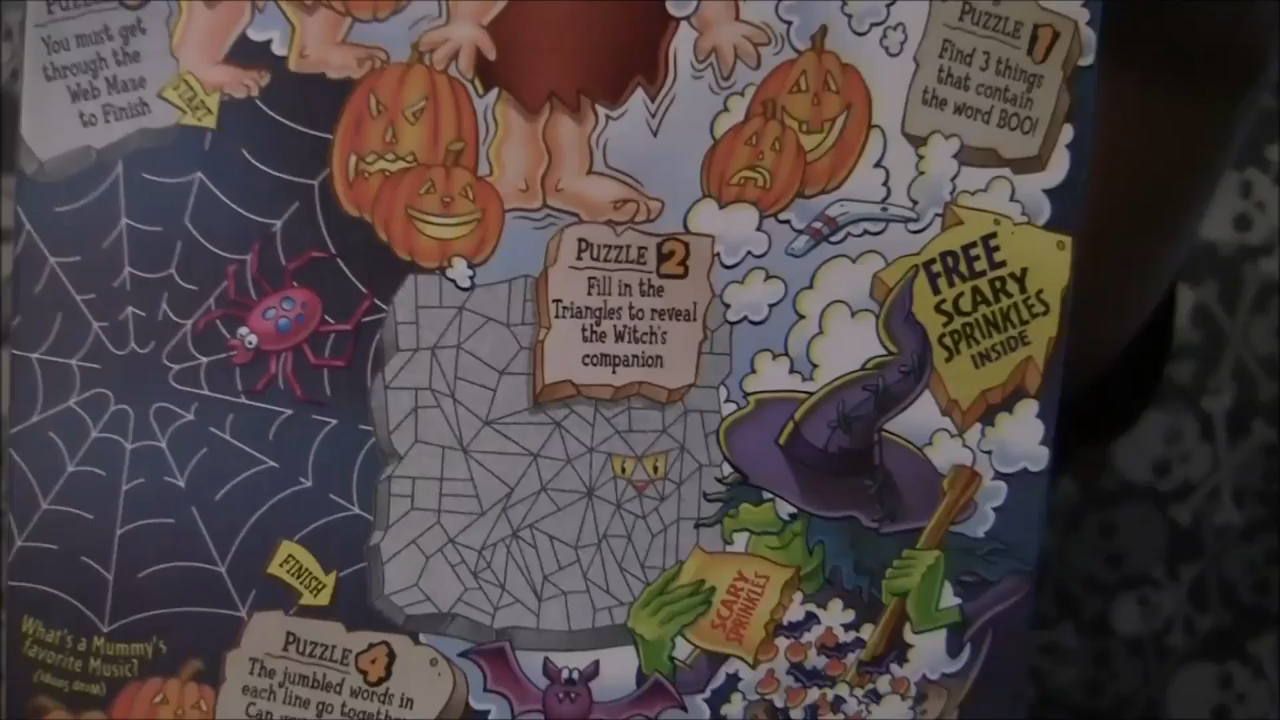 You must get
through the
Web Maze
to Finish
START
PUZZLE 1
Find 3 things
that contain
the word BOO!
PUZZLE 2
Fill in the
Triangles to reveal
the Witch's
companion
FREE
SCARY
SPRINKLES
INSIDE
SCARY
SPRINKLES
FINISH
What's a Mummy's
favorite Music?
PUZZLE 4
The jumbled words in
each line go together